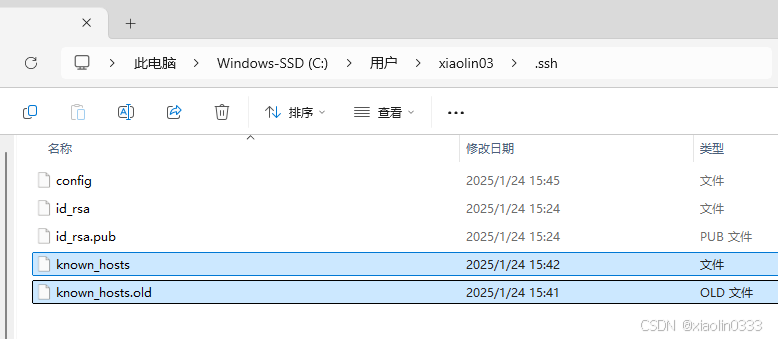 此电脑 Windows-SSD (C:) 用户 xiaolin03 .ssh
排序 查看
名称 修改日期 类型
config 2025/1/24 15:45 文件
id_rsa 2025/1/24 15:24 文件
id_rsa.pub 2025/1/24 15:24 PUB 文件
known_hosts 2025/1/24 15:42 文件
known_hosts.old 2025/1/24 15:41 OLD 文件
CSDN @xiaolin0333